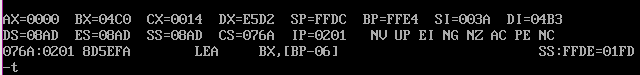 AX=0000 BX=04C0 CX=0014 DX=E5D2 SP=FFDC BP=FFE4 SI=003A DI=04B3
DS=08AD ES=08AD SS=08AD CS=076A IP=0201 NV UP EI NG NZ AC PE NC
076A:0201 8D5EFA LEA BX,[BP-06] SS:FFDE=01FD
-t